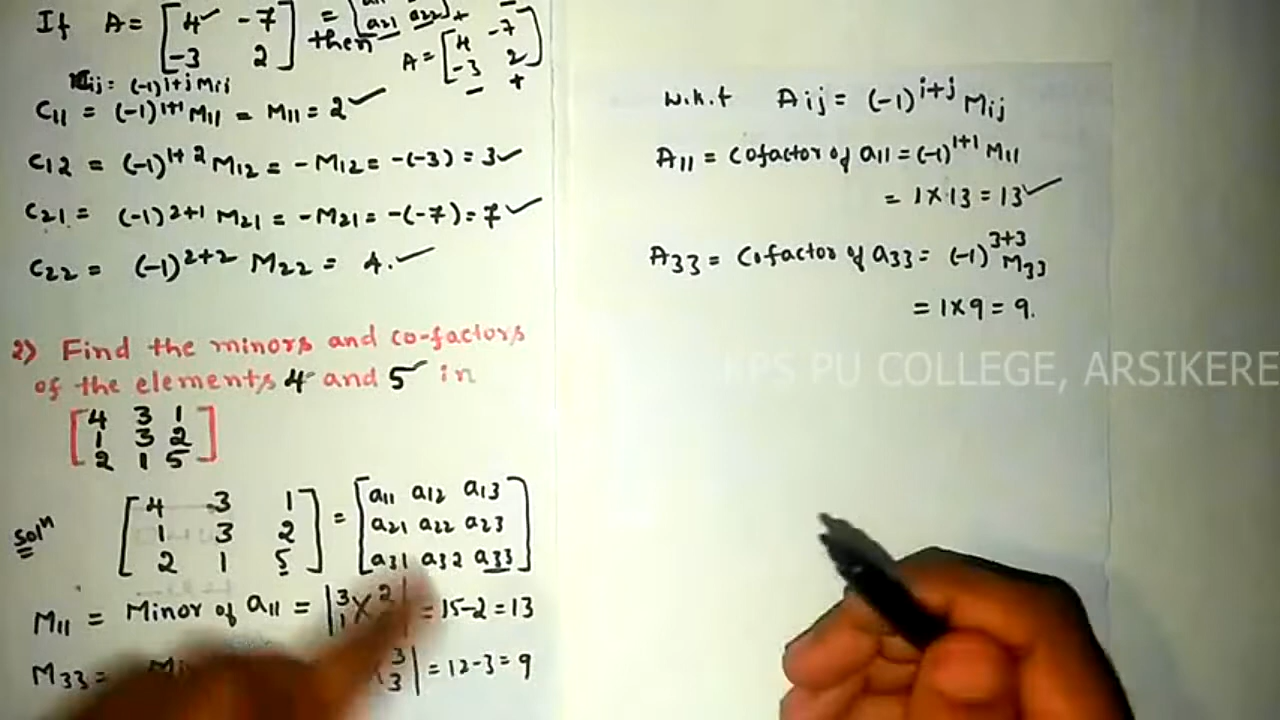 If A = [4 -7 -3 2] = [a21 a22] then A = [4 -7 -3 2]
Cij = (-1)^i+j Mij
C11 = (-1)^1+1 M11 = M11 = 2 ✓
C12 = (-1)^1+2 M12 = -M12 = -(-3) = 3 ✓
C21 = (-1)^2+1 M21 = -M21 = -(-7) = 7 ✓
C22 = (-1)^2+2 M22 = 4. ✓
2) Find the minors and co-factors
of the elements 4 and 5 in
[4 3 1
1 3 2
2 1 5]
Soln [4 3 1 = [a11 a12 a13
1 3 2 a21 a22 a23
2 1 5] a31 a32 a33]
M11 = Minor of a11 = |3 2 1 | = 15-2 = 13
M33 = |3 3| = 12-3 = 9
W.k.t Aij = (-1)^i+j Mij
A11 = Cofactor of a11 = (-1)^1+1 M11
= 1×13 = 13 ✓
A33 = Cofactor of a33 = (-1)^3+3 M33
= 1×9 = 9.
PU COLLEGE, ARSIKERE